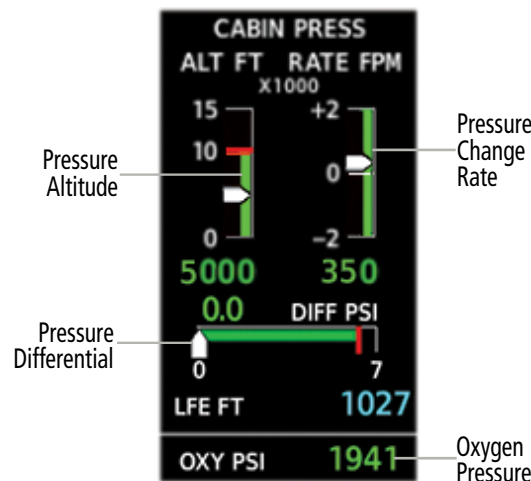 CABIN PRESS
ALT FT RATE FPM
X1000
15 +2
10
0
0 -2
Pressure
Altitude
Pressure
Change
Rate
5000 350
0.0 DIFF PSI
Pressure
Differential
0 7
LFE FT 1027
OXY PSI 1941
Oxygen
Pressure